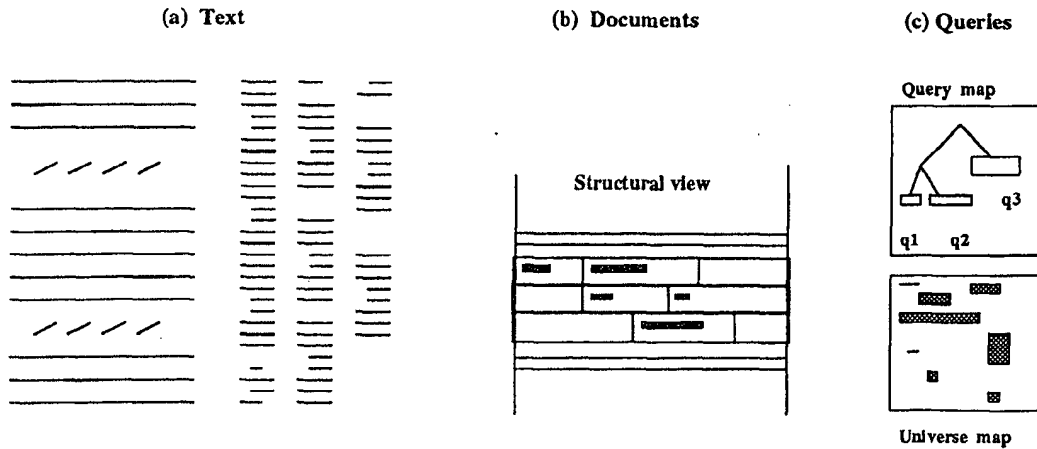 (a) Text
(b) Documents
(c) Queries
Query map
Structural view
q3
q1 q2
Universe map